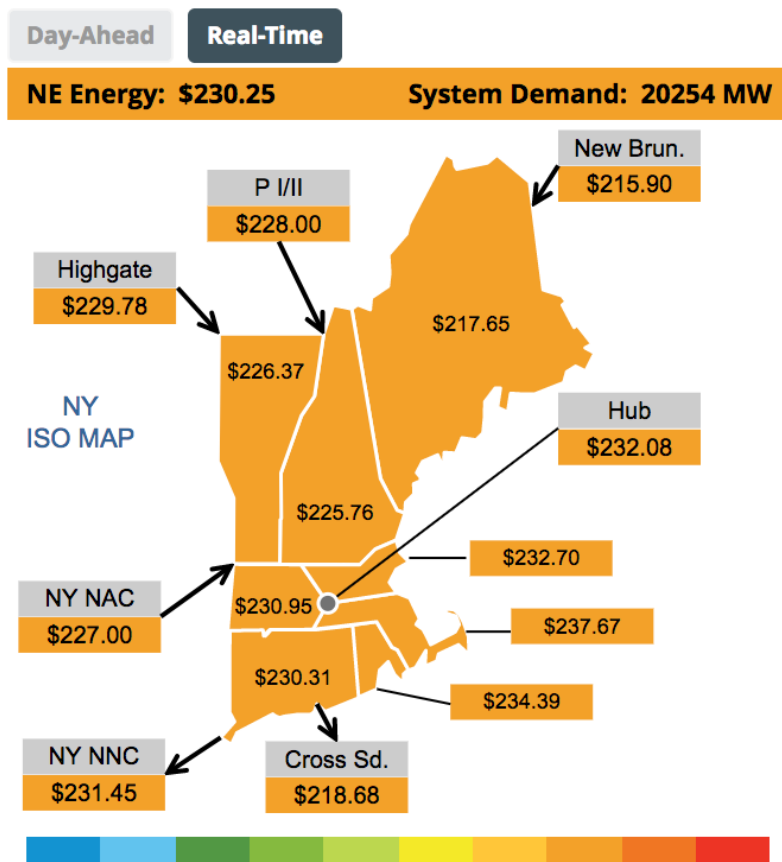 Day-Ahead
Real-Time
NE Energy: $230.25
System Demand: 20254 MW
New Brun.
$215.90
P I/II
$228.00
Highgate
$229.78
$217.65
$226.37
NY
ISO MAP
Hub
$232.08
$225.76
$232.70
NY NAC
$227.00
$230.95
$237.67
$230.31
$234.39
NY NNC
$231.45
Cross Sd.
$218.68